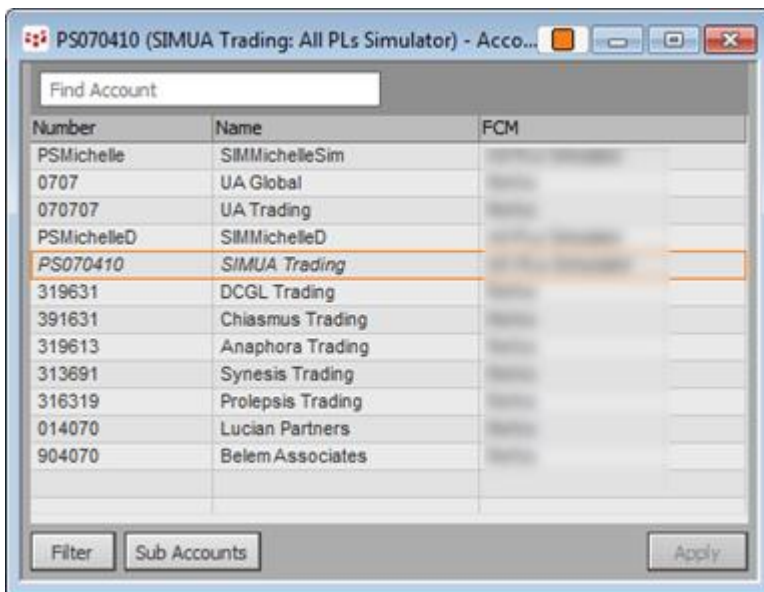 PS070410 (SIMUA Trading: All PLs Simulator) - Acco...
Find Account
Number Name FCM
PSMichelle SIMMichelleSim
0707 UA Global
070707 UA Trading
PSMichelleD SIMMichelleD
PS070410 SIMUA Trading
319631 DCGL Trading
391631 Chiasmus Trading
319613 Anaphora Trading
313691 Synesis Trading
316319 Prolepsis Trading
014070 Lucian Partners
904070 Belem Associates
Filter Sub Accounts Apply